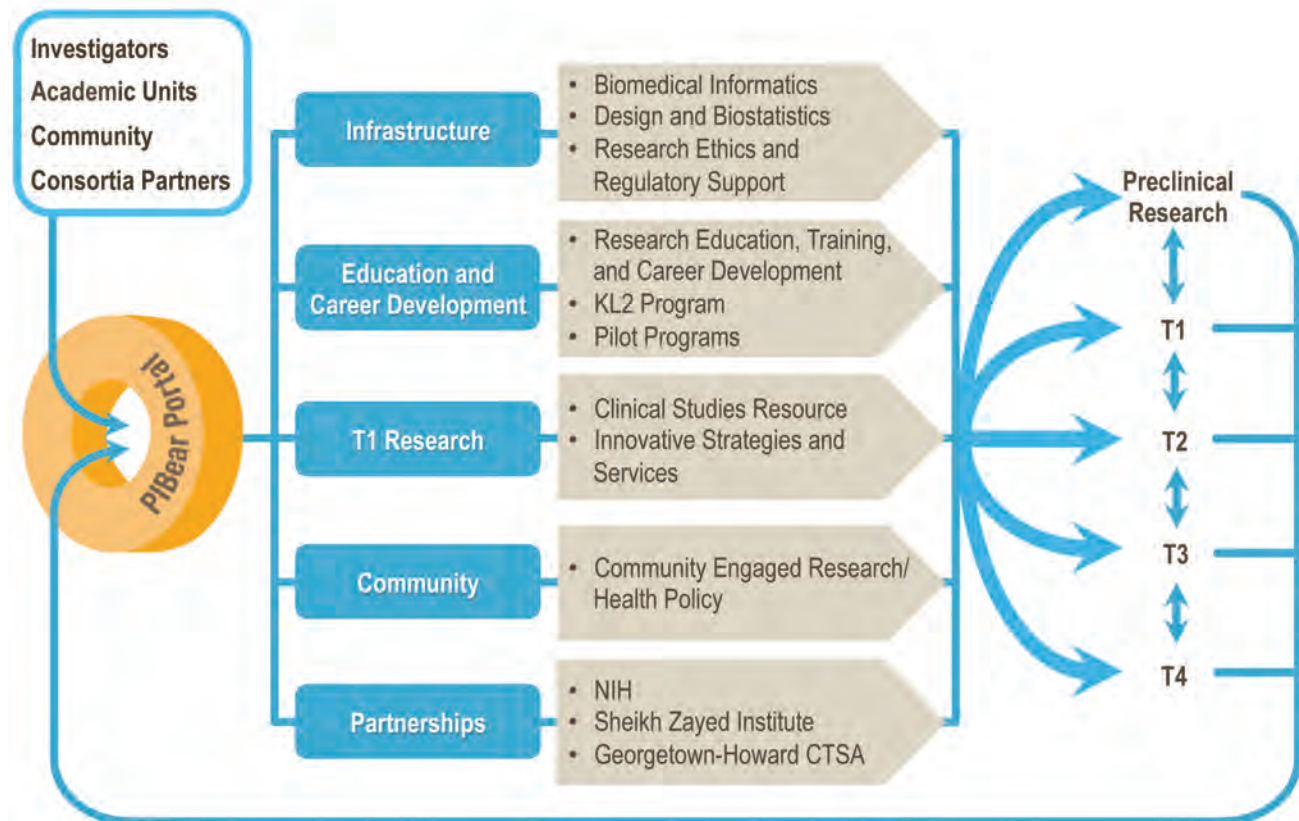 Investigators
Academic Units
Community
Consortia Partners
PIBear Portal
Infrastructure
• Biomedical Informatics
• Design and Biostatistics
• Research Ethics and
Regulatory Support
Education and
Career Development
• Research Education, Training,
and Career Development
• KL2 Program
• Pilot Programs
T1 Research
• Clinical Studies Resource
• Innovative Strategies and
Services
Community
• Community Engaged Research/
Health Policy
Partnerships
• NIH
• Sheikh Zayed Institute
• Georgetown-Howard CTSA
Preclinical
Research
T1
T2
T3
T4